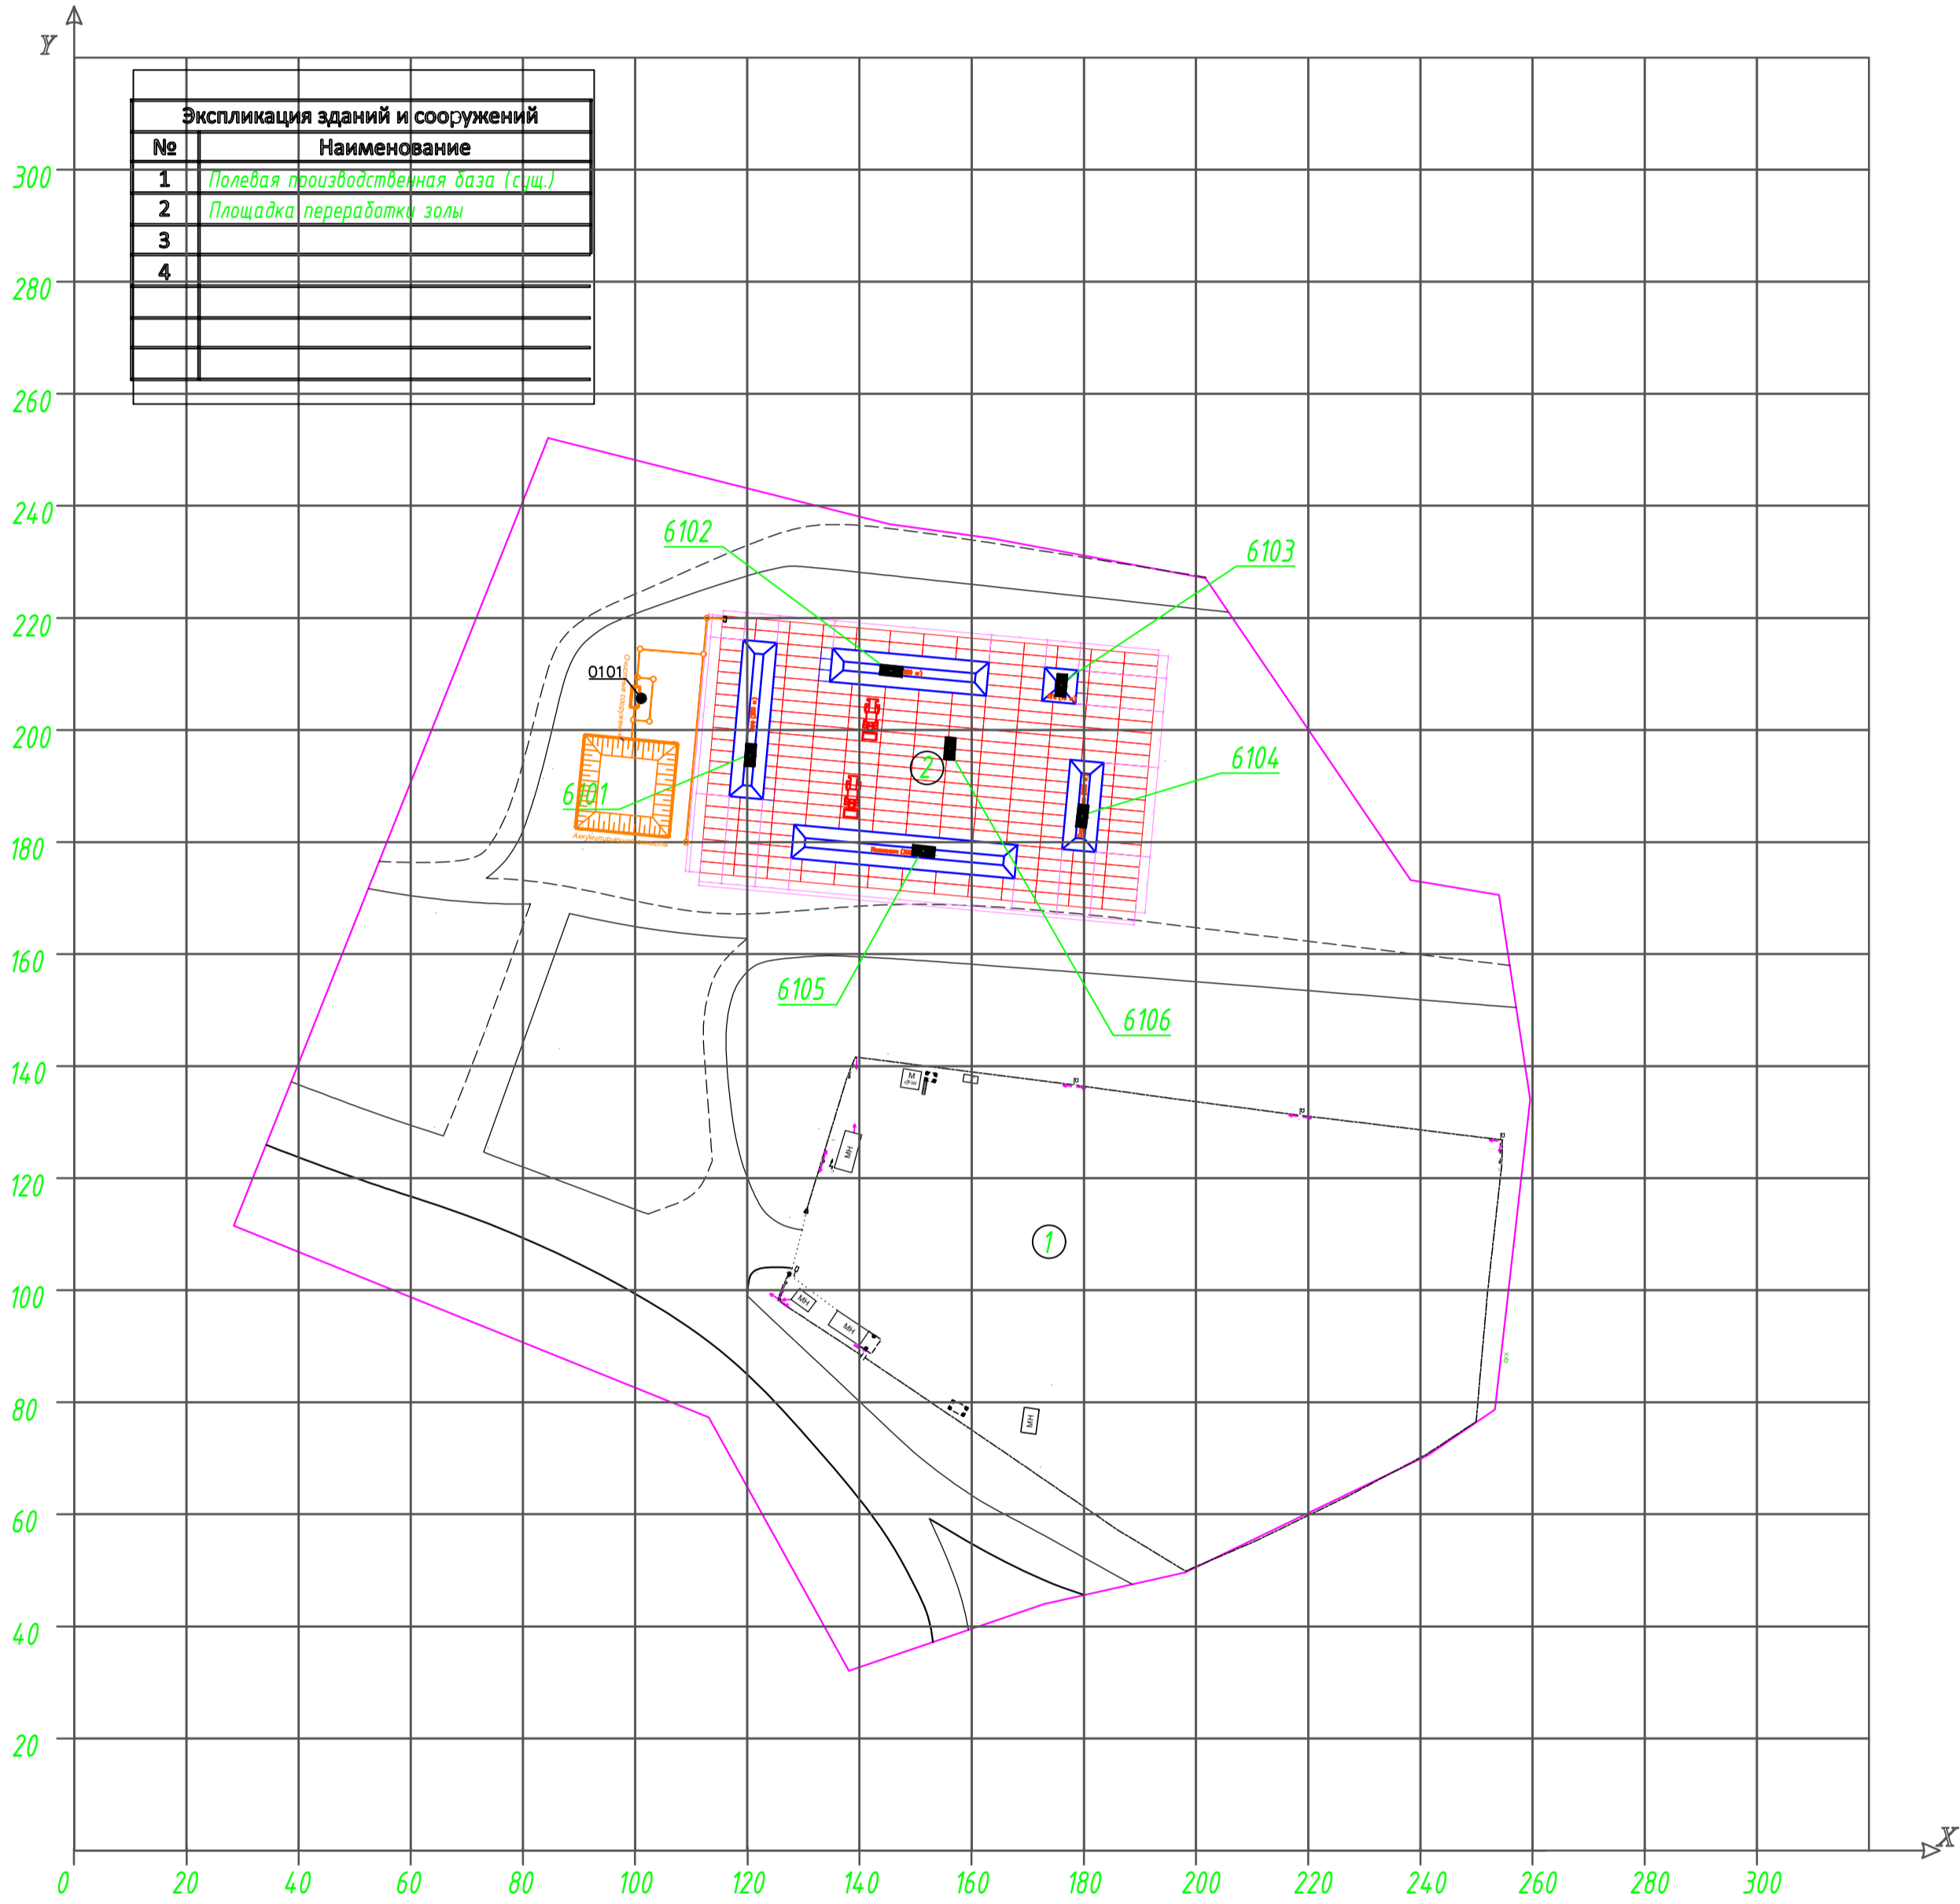 Y
Экспликация зданий и сооружений
№ Наименование
1 Полевая производственная база (сущ.)
2 Площадка переработки золы
3
4
300
280
260
240
220
200
180
160
140
120
100
80
60
40
20
6102
6103
0101
6101
2
6104
6105
6106
М
МН
1
МН
МН
МН
X
0 20 40 60 80 100 120 140 160 180 200 220 240 260 280 300